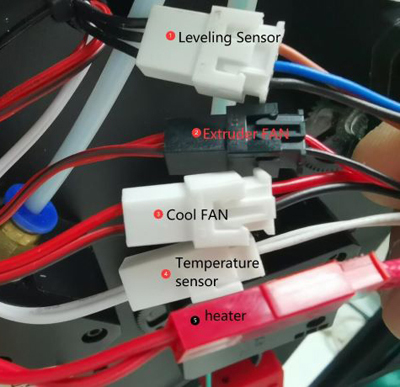 1 Leveling Sensor
2 Extruder FAN
3 Cool FAN
4 Temperature
sensor
5 heater